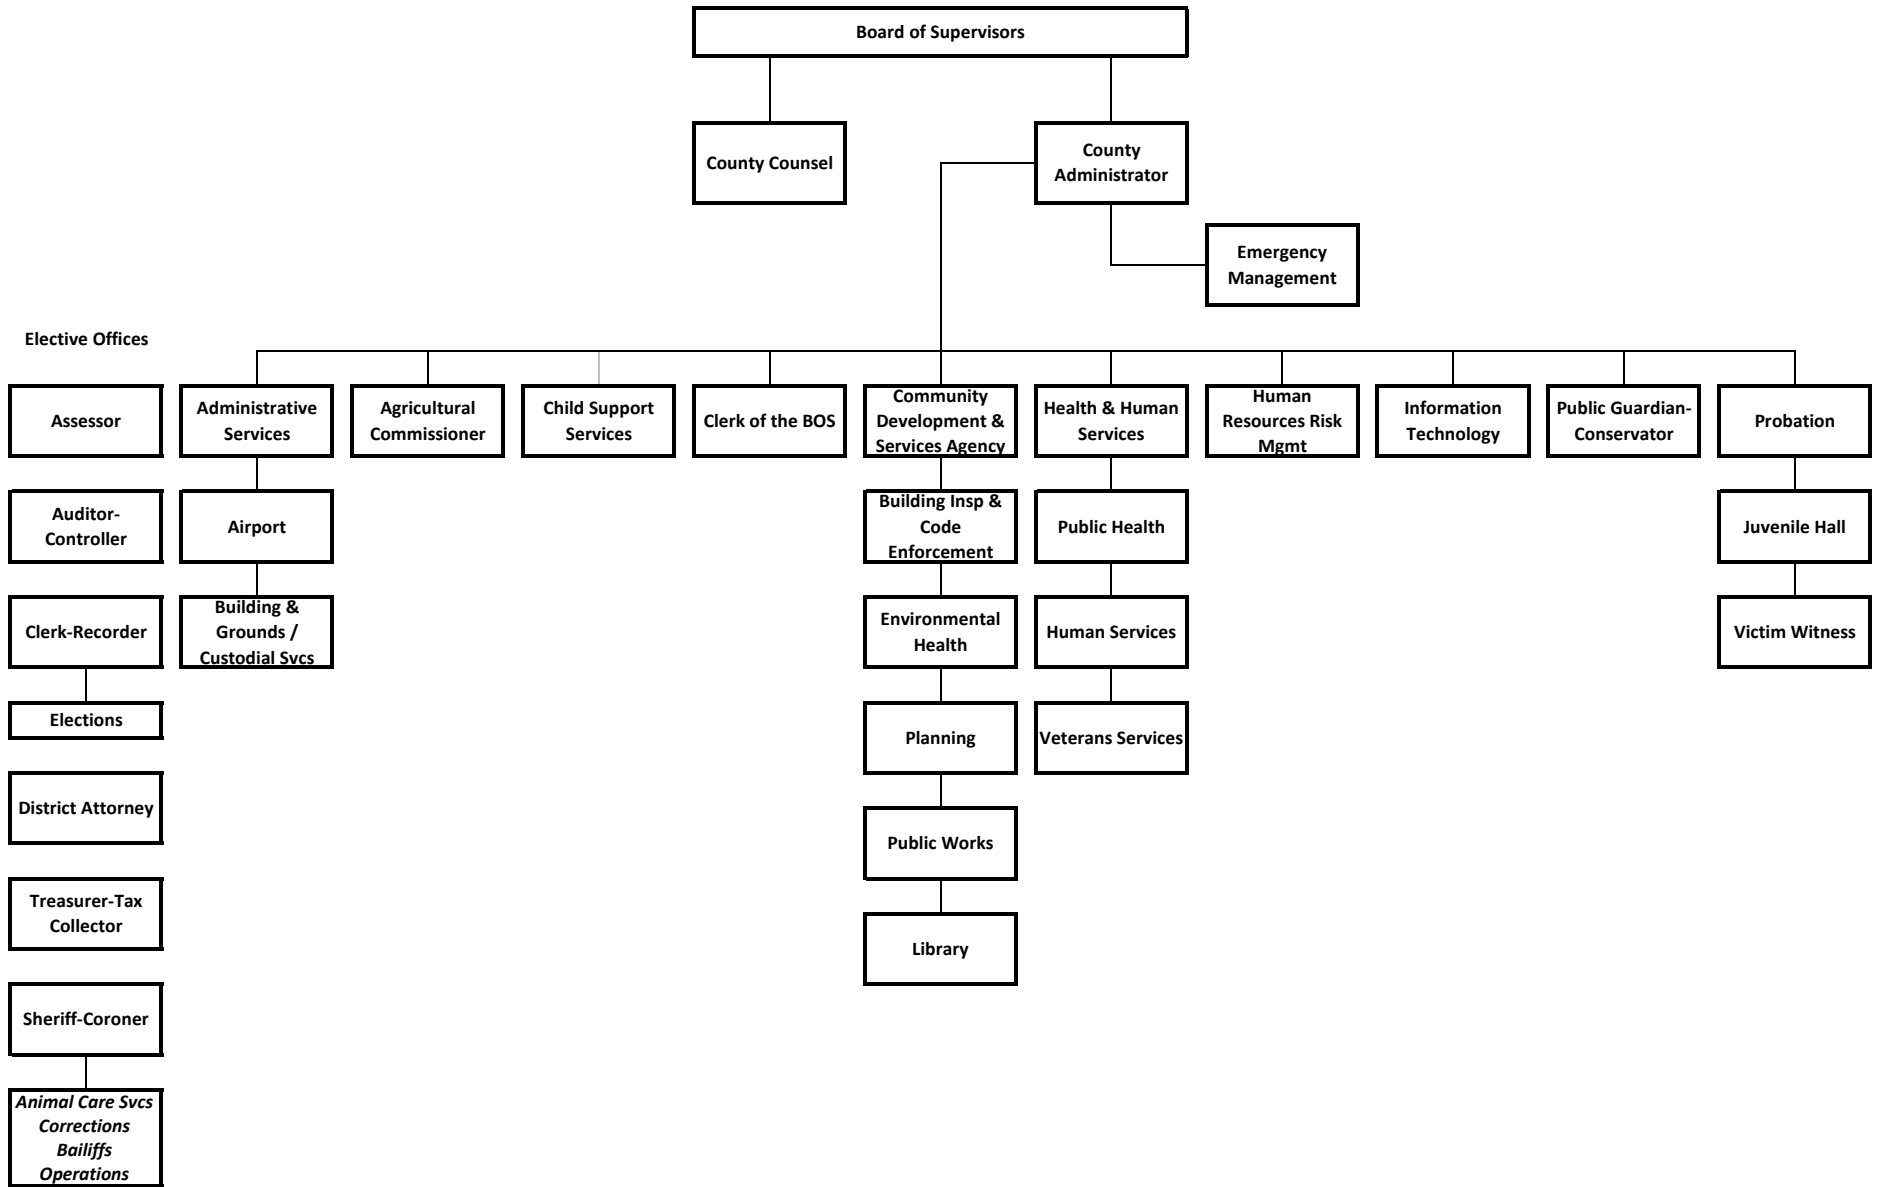 Board of Supervisors
County Counsel
County
Administrator
Emergency
Management
Elective Offices
Assessor
Administrative
Services
Agricultural
Commissioner
Child Support
Services
Clerk of the BOS
Community
Development &
Services Agency
Health & Human
Services
Human
Resources Risk
Mgmt
Information
Technology
Public Guardian-
Conservator
Probation
Auditor-
Controller
Airport
Building Insp &
Code
Enforcement
Public Health
Juvenile Hall
Clerk-Recorder
Building &
Grounds /
Custodial Svcs
Environmental
Health
Human Services
Victim Witness
Elections
Planning
Veterans Services
District Attorney
Public Works
Treasurer-Tax
Collector
Library
Sheriff-Coroner
Animal Care Svcs
Corrections
Bailiffs
Operations